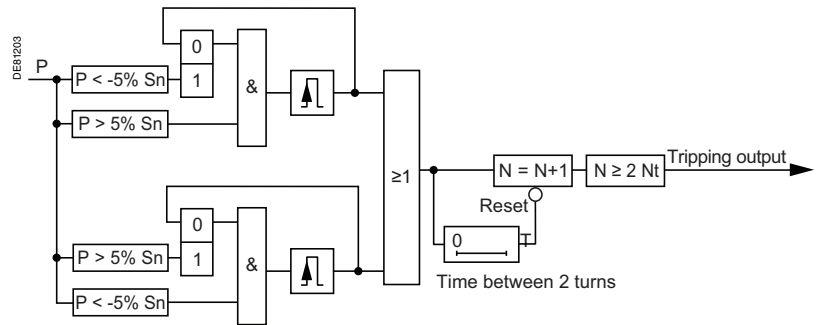 DE81203
P
0
P < -5% Sn
1
&
P > 5% Sn
≥1
N = N+1
N ≥ 2 Nt
Tripping output
Reset
0
T
Time between 2 turns
0
P > 5% Sn
1
&
P < -5% Sn